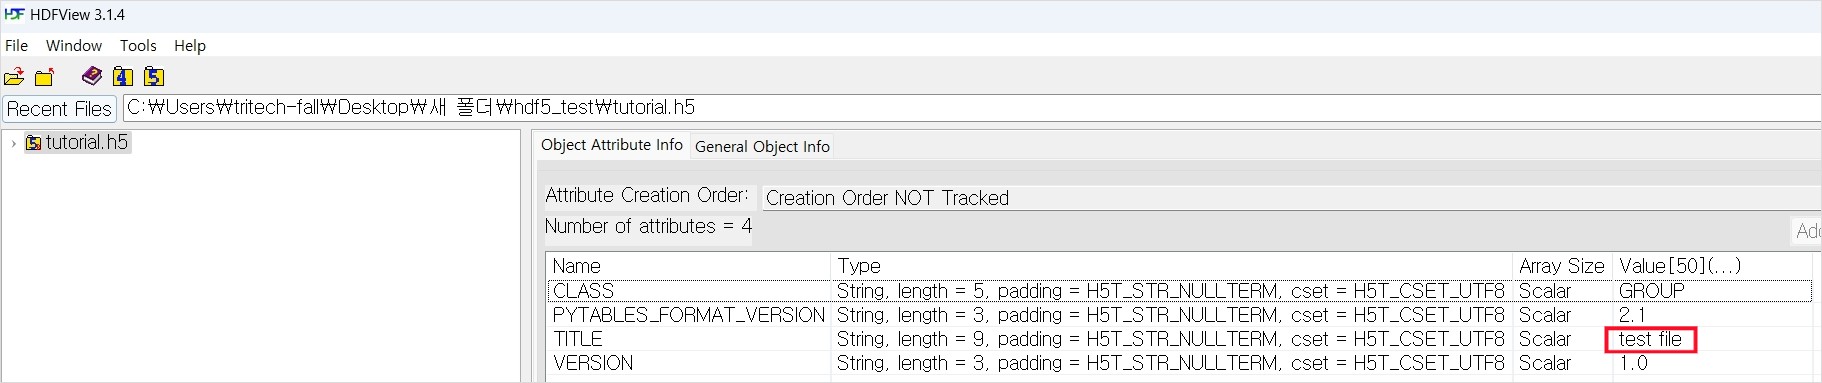 HDF HDFView 3.1.4
File Window Tools Help
4 5
Recent Files C:₩Users₩tritech-fall₩Desktop₩새 폴더₩hdf5_test₩tutorial.h5
tutorial.h5
Object Attribute Info General Object Info
Attribute Creation Order: Creation Order NOT Tracked
Number of attributes = 4
Name Type Array Size Value[50](...)
CLASS String, length = 5, padding = H5T_STR_NULLTERM, cset = H5T_CSET_UTF8 Scalar GROUP
PYTABLES_FORMAT_VERSION String, length = 3, padding = H5T_STR_NULLTERM, cset = H5T_CSET_UTF8 Scalar 2.1
TITLE String, length = 9, padding = H5T_STR_NULLTERM, cset = H5T_CSET_UTF8 Scalar test file
VERSION String, length = 3, padding = H5T_STR_NULLTERM, cset = H5T_CSET_UTF8 Scalar 1.0